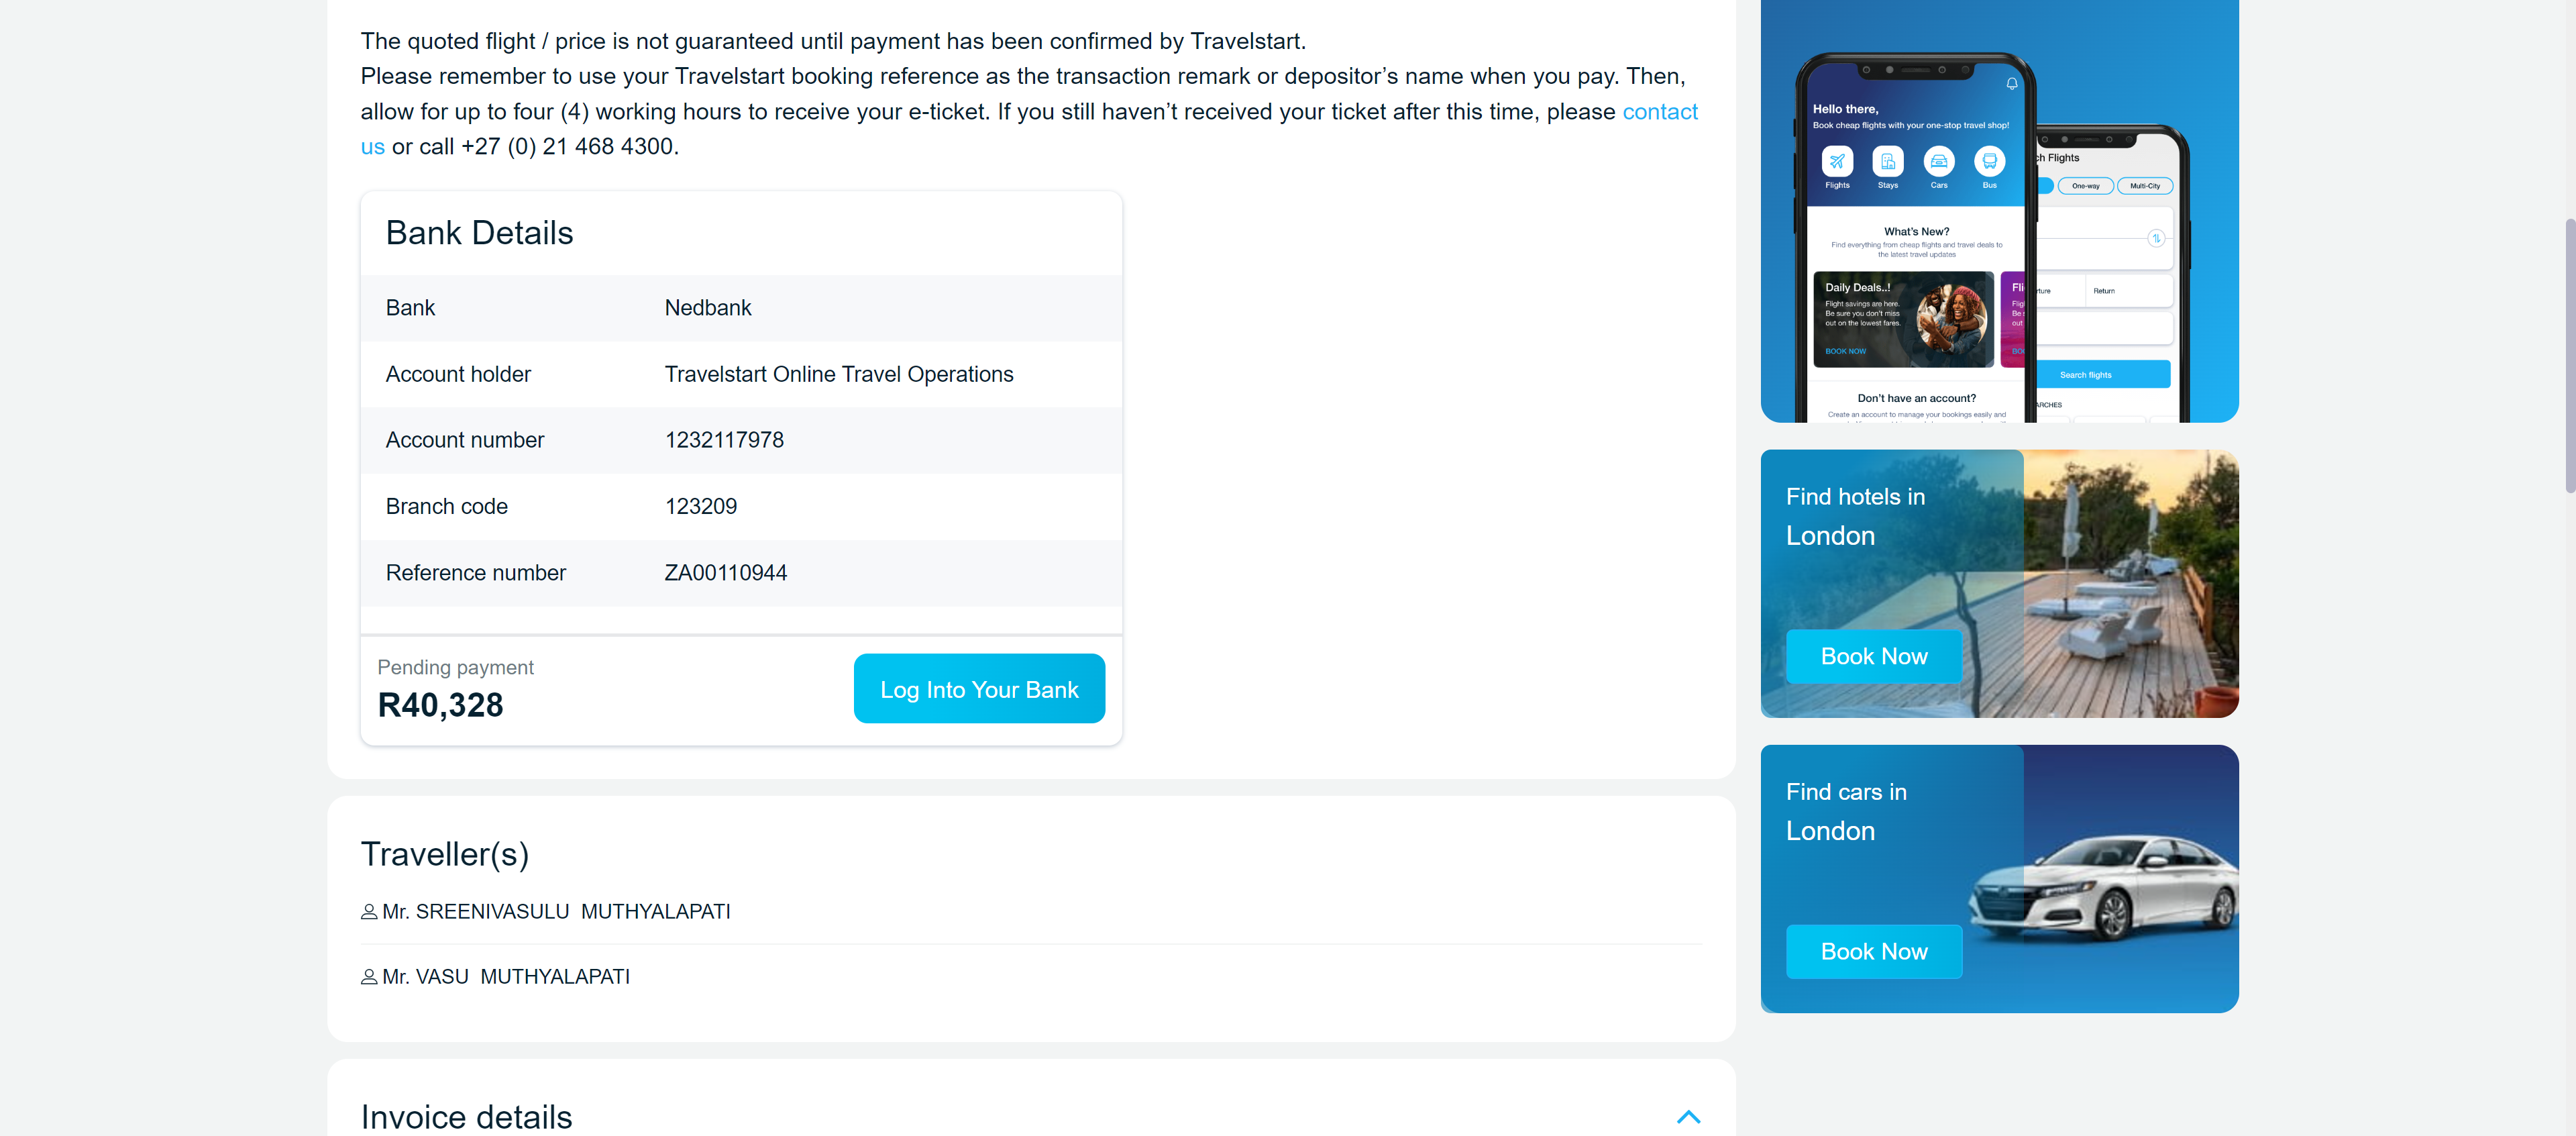 The quoted flight / price is not guaranteed until payment has been confirmed by Travelstart.
Please remember to use your Travelstart booking reference as the transaction remark or depositor’s name when you pay. Then,
allow for up to four (4) working hours to receive your e-ticket. If you still haven’t received your ticket after this time, please contact
us or call +27 (0) 21 468 4300.
Bank Details
Bank Nedbank
Account holder Travelstart Online Travel Operations
Account number 1232117978
Branch code 123209
Reference number ZA00110944
Pending payment
R40,328
Log Into Your Bank
Traveller(s)
Mr. SREENIVASULU MUTHYALAPATI
Mr. VASU MUTHYALAPATI
Invoice details
Hello there,
Book cheap flights with your one-stop travel shop!
Flights Stays Cars Bus
What’s New?
Find everything from cheap flights and travel deals to
the latest travel updates
Daily Deals..!
Flight savings are here.
Be sure you don’t miss
out on the lowest fares.
BOOK NOW
Don’t have an account?
Create an account to manage your bookings easily and
Flights
One-way Multi-City
Return
Search flights
Find hotels in
London
Book Now
Find cars in
London
Book Now